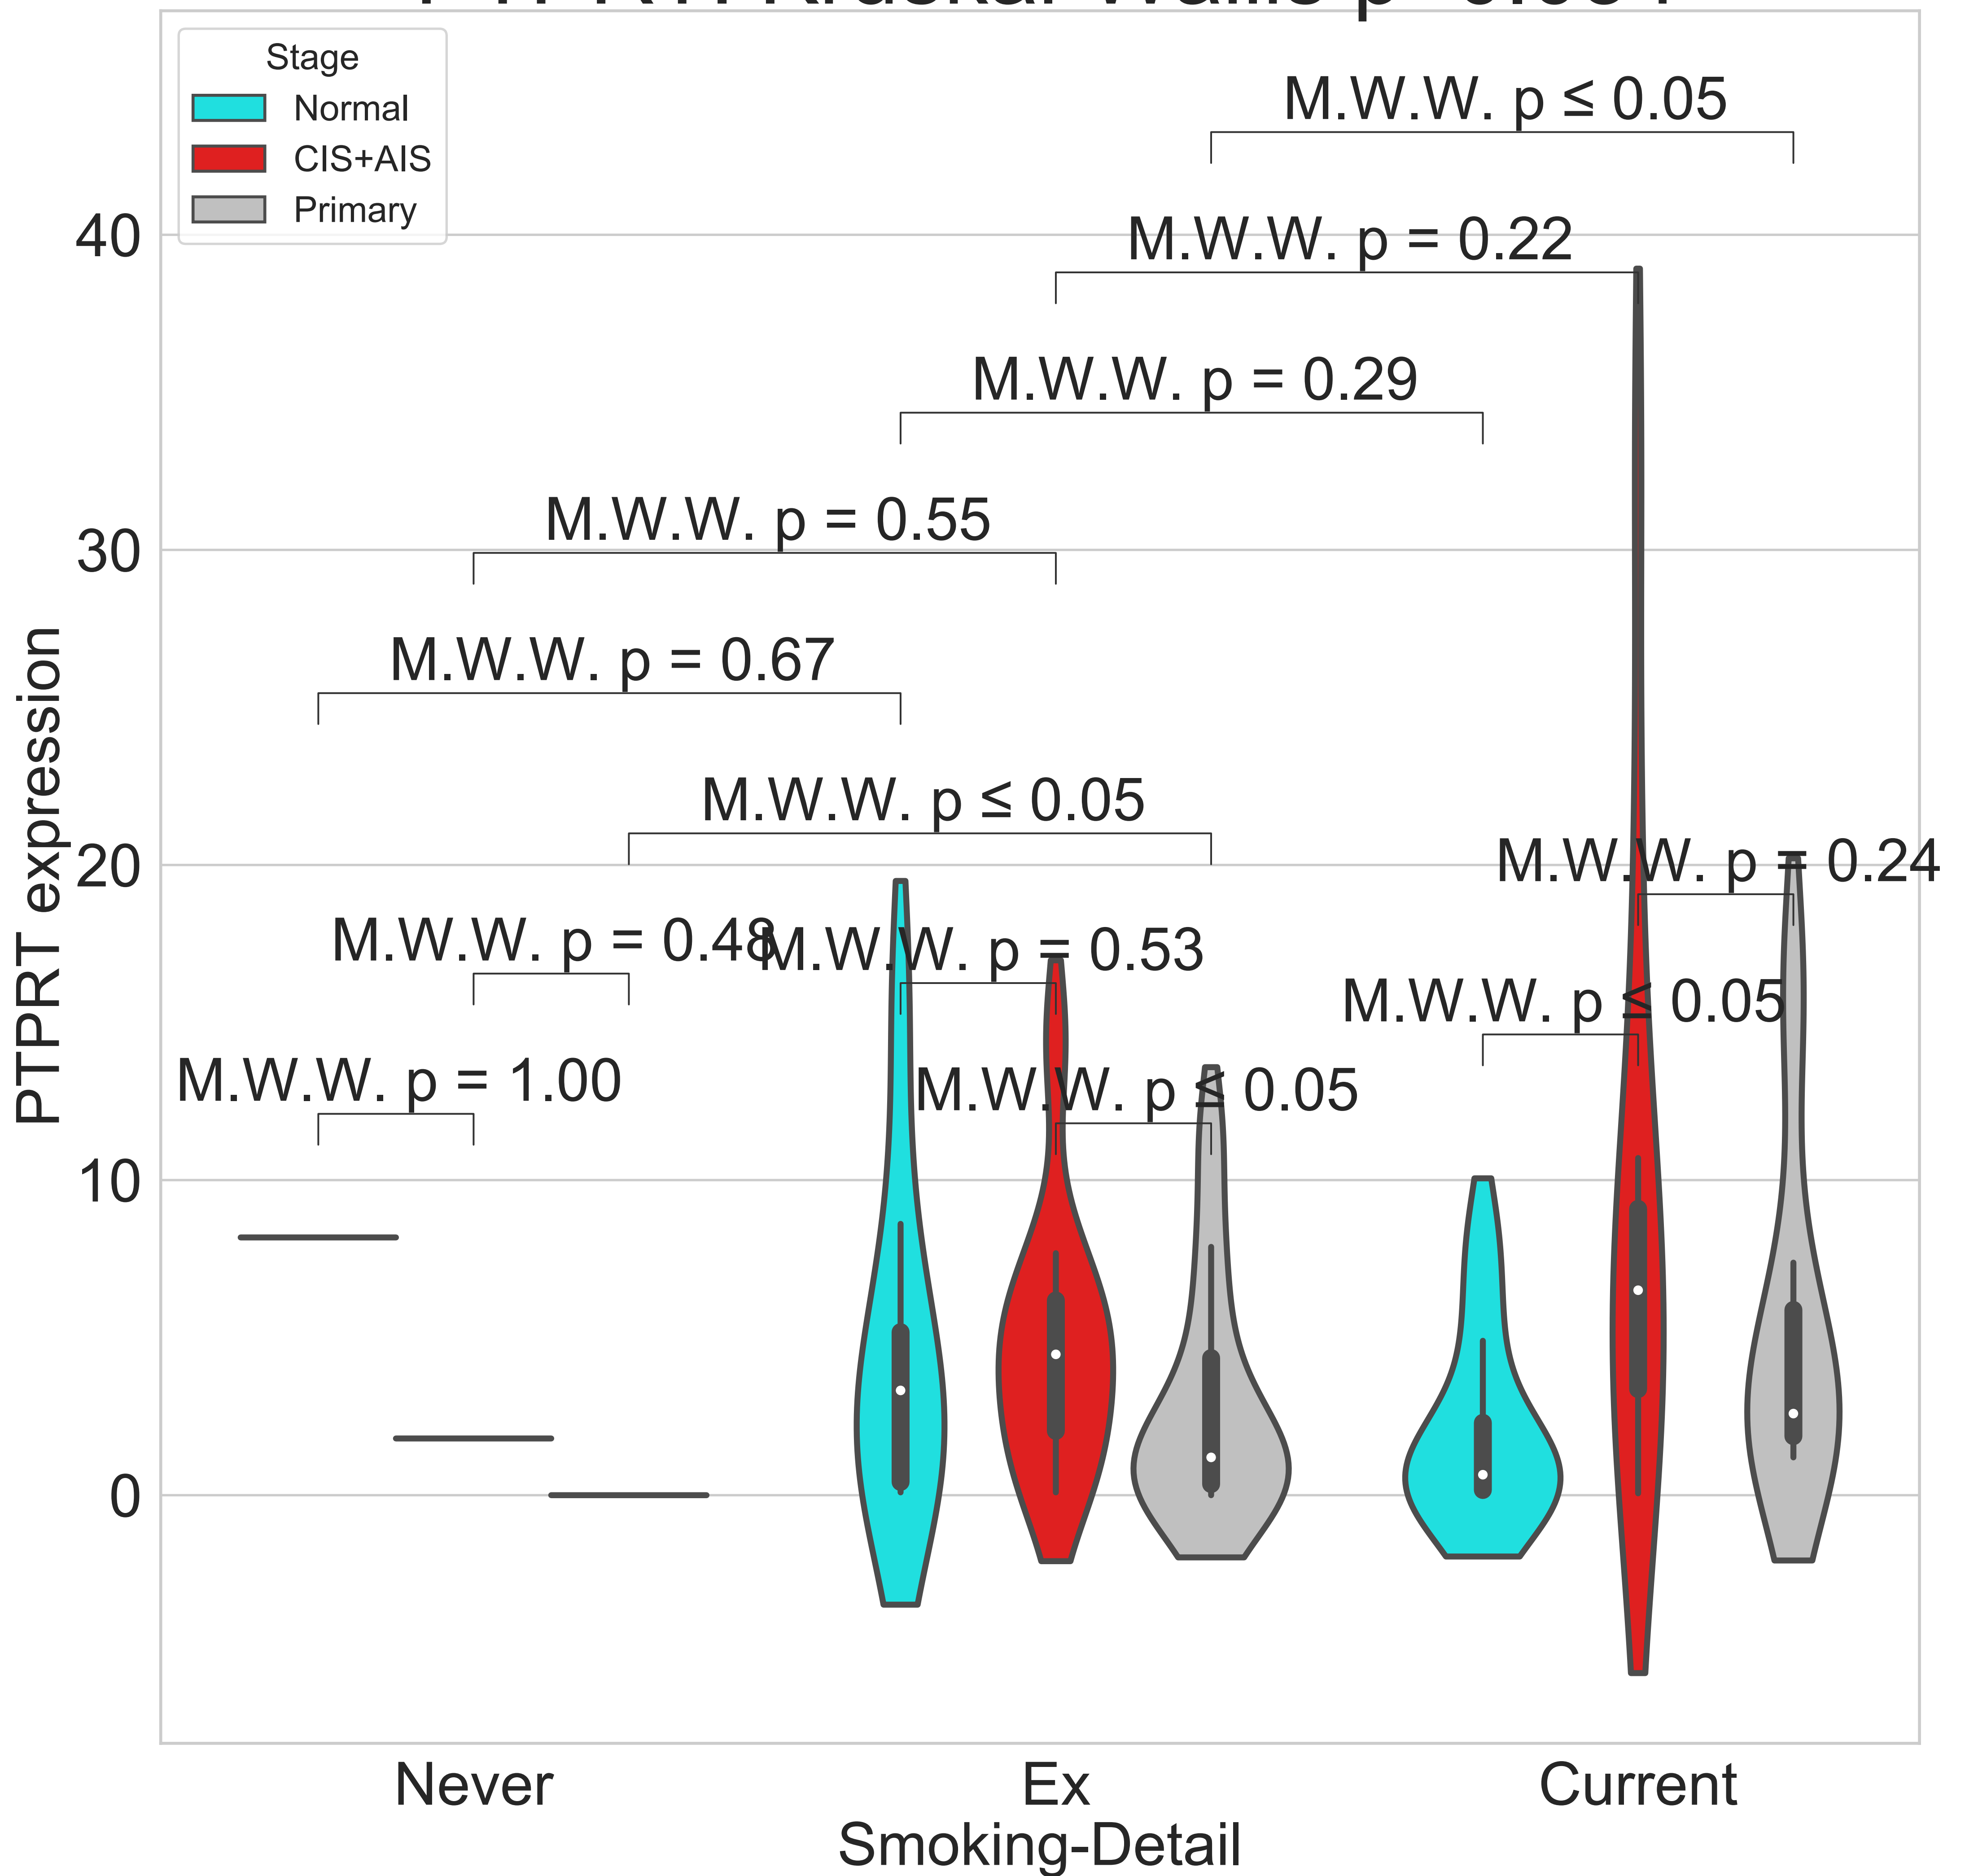 Stage
Normal
CIS+AIS
Primary
M.W.W. p ≤ 0.05
M.W.W. p = 0.22
M.W.W. p = 0.29
M.W.W. p = 0.55
M.W.W. p = 0.67
M.W.W. p ≤ 0.05
M.W.W. p = 0.24
M.W.W. p = 0.48
M.W.W. p = 0.53
M.W.W. p ≤ 0.05
M.W.W. p = 1.00
M.W.W. p ≤ 0.05
40
30
20
10
0
PTPRT expression
Never
Ex
Current
Smoking-Detail